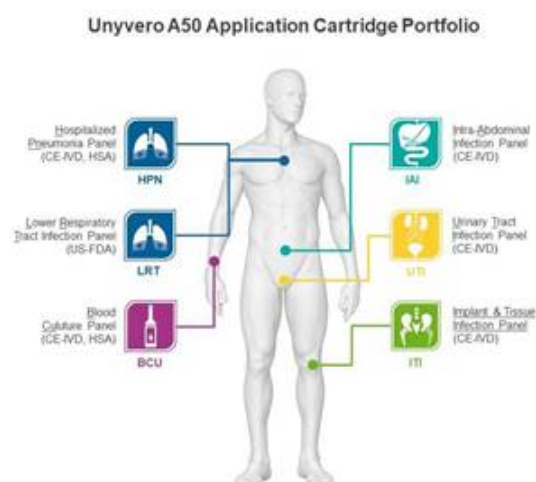 Unyvero A50 Application Cartridge Portfolio
Hospitalized
Pneumonia Panel
(CE-IVD, HSA)
HPN
Lower Respiratory
Tract Infection Panel
(US-FDA)
LRT
Blood
Cululture Panel
(CE-IVD, HSA)
BCU
Intra-Abdominal
Infection Panel
(CE-IVD)
IAI
Urinary Tract
Infection Panel
(CE-IVD)
UTI
Implant & Tissue
Infection Panel
(CE-IVD)
ITI